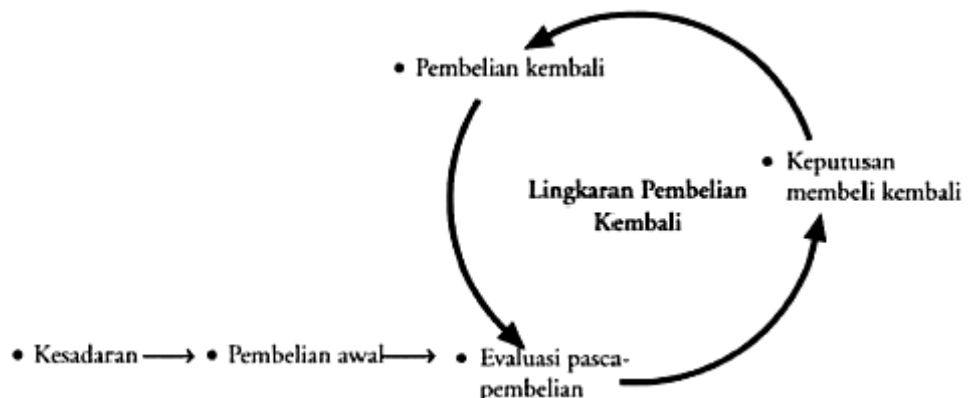 • Pembelian kembali
• Keputusan
membeli kembali
Lingkaran Pembelian
Kembali
• Kesadaran → • Pembelian awal → • Evaluasi pasca-
pembelian